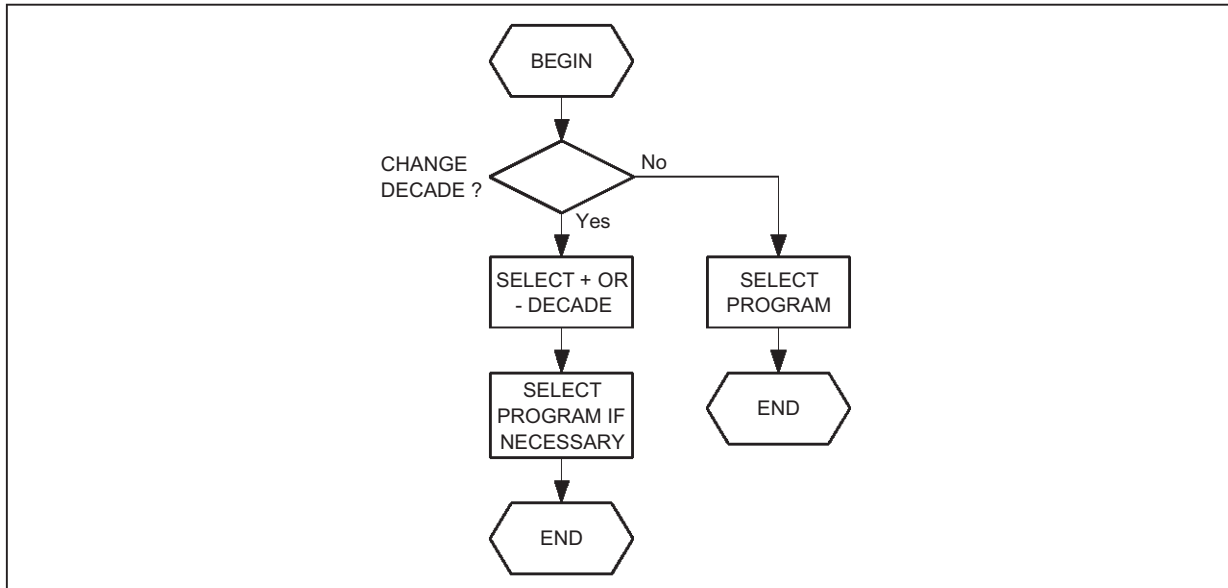 BEGIN
CHANGE
DECADE ?
No
Yes
SELECT + OR
- DECADE
SELECT
PROGRAM
SELECT
PROGRAM IF
NECESSARY
END
END